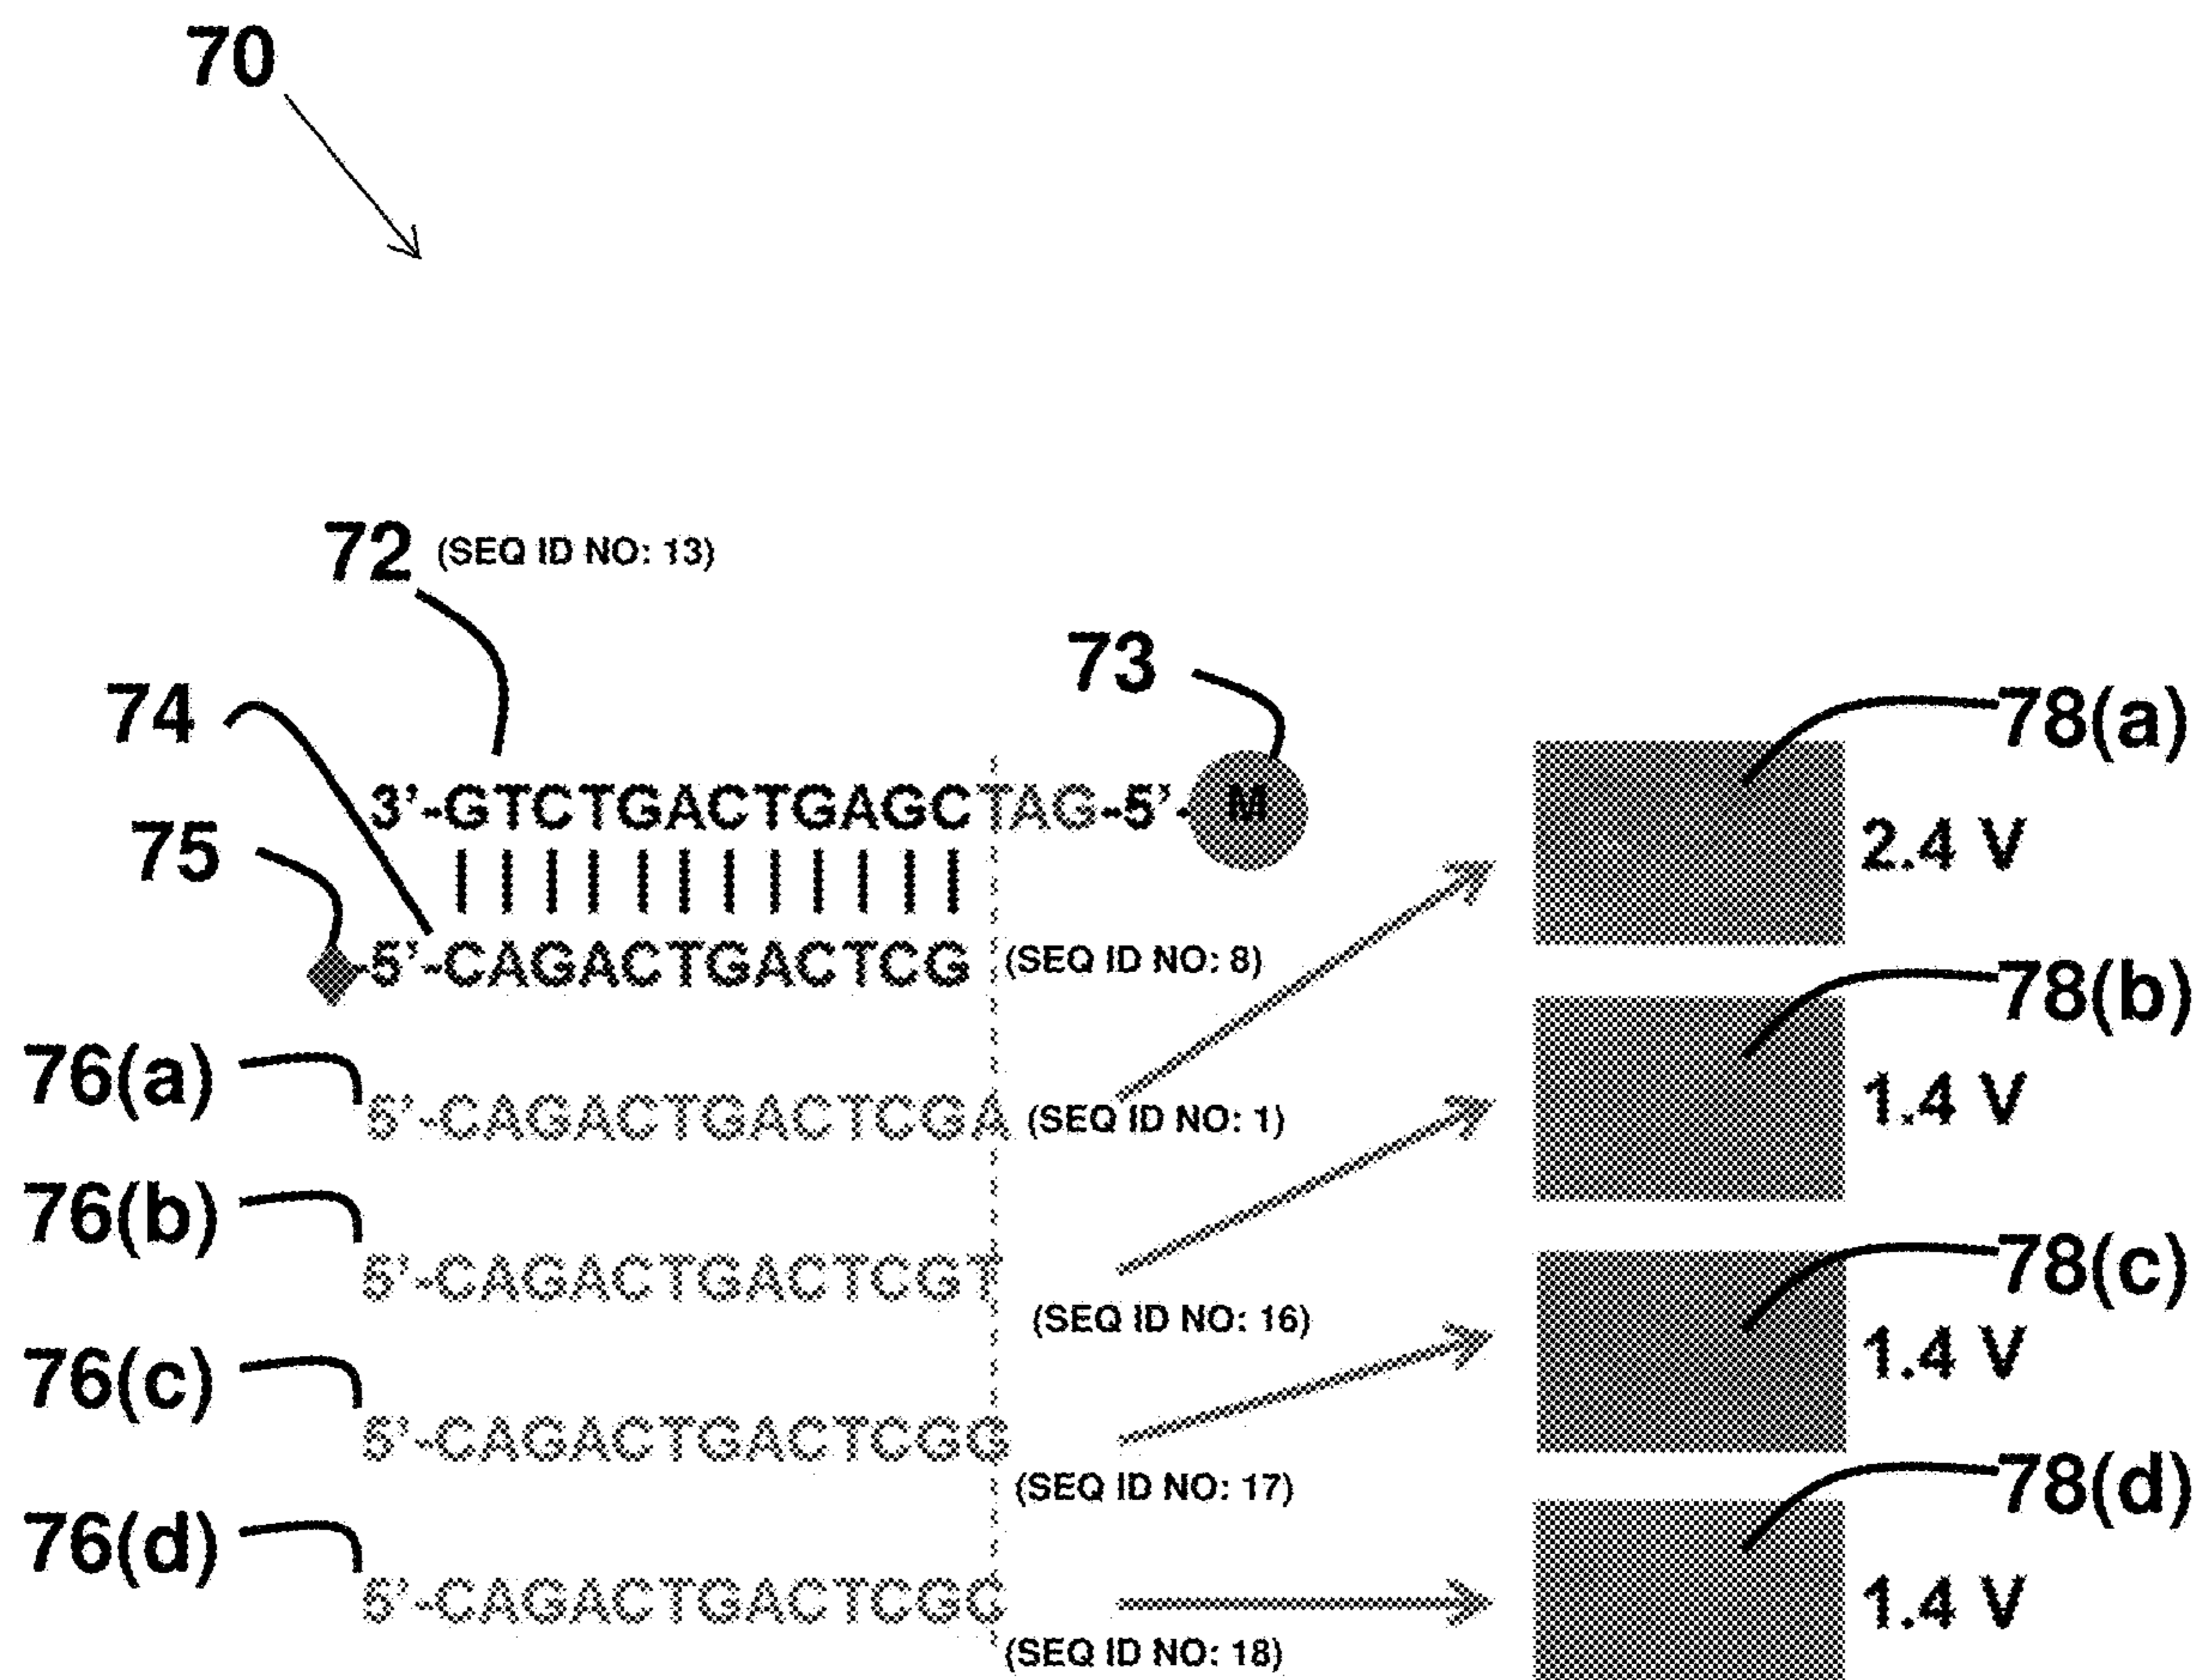 70
72 (SEQ ID NO: 13)
73
74
78(a)
3'-GTCTGACTGAGCTAG-5'- M
2.4 V
75
5'-CAGACTGACTCG (SEQ ID NO: 8)
78(b)
76(a)
5'-CAGACTGACTCGA (SEQ ID NO: 1)
1.4 V
76(b)
5'-CAGACTGACTCGT
(SEQ ID NO: 16)
78(c)
1.4 V
76(c)
5'-CAGACTGACTCGG
(SEQ ID NO: 17)
78(d)
76(d)
5'-CAGACTGACTCGC
1.4 V
(SEQ ID NO: 18)